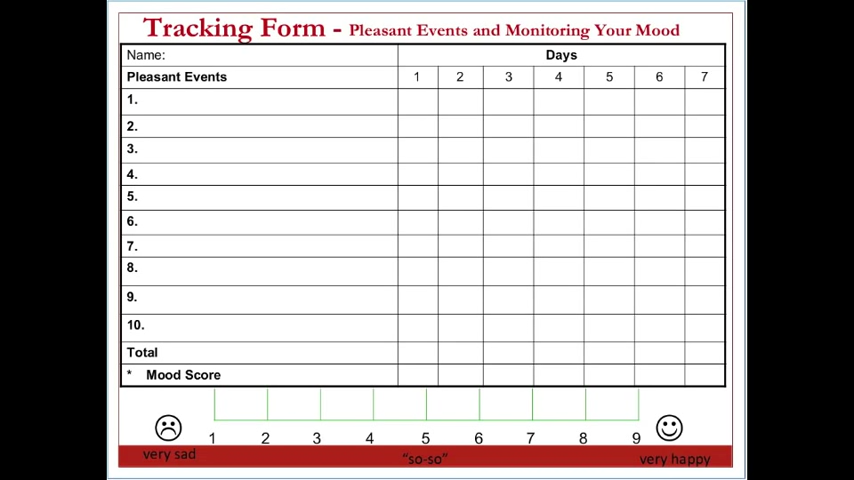 Tracking Form - Pleasant Events and Monitoring Your Mood
Name: Days
Pleasant Events 1 2 3 4 5 6 7
1.
2.
3.
4.
5.
6.
7.
8.
9.
10.
Total
* Mood Score
1 2 3 4 5 6 7 8 9
very sad "so-so" very happy